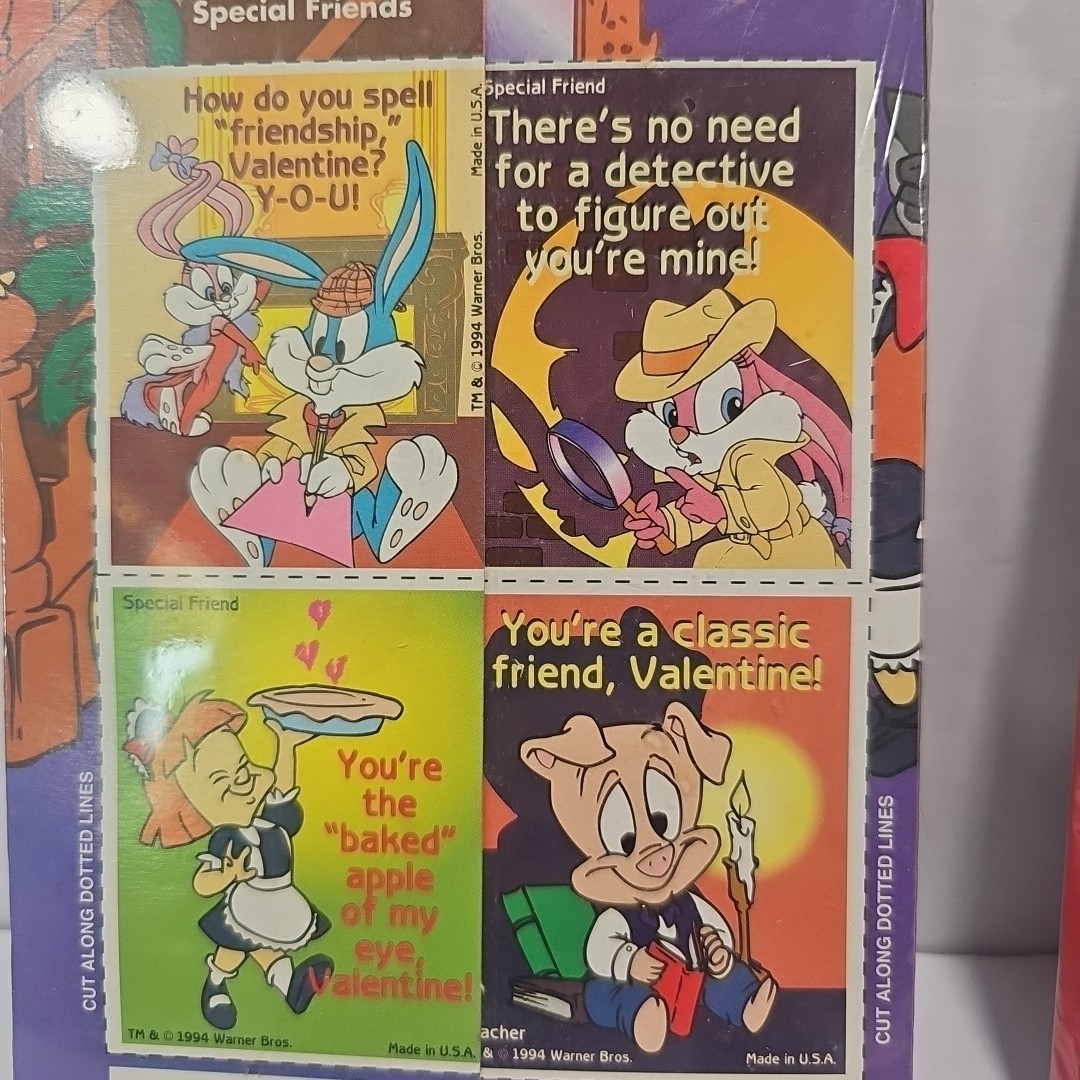 Special Friends
How do you spell
"friendship,"
Valentine?
Y-O-U!
TM & © 1994 Warner Bros. Made in U.S.A.
Special Friend
There's no need
for a detective
to figure out
you're mine!
Special Friend
You're
the
"baked"
apple
of my
eye,
Valentine!
TM & © 1994 Warner Bros.
Made in U.S.A.
You're a classic
friend, Valentine!
acher
& © 1994 Warner Bros.
Made in U.S.A.
CUT ALONG DOTTED LINES
CUT ALONG DOTTED LINES